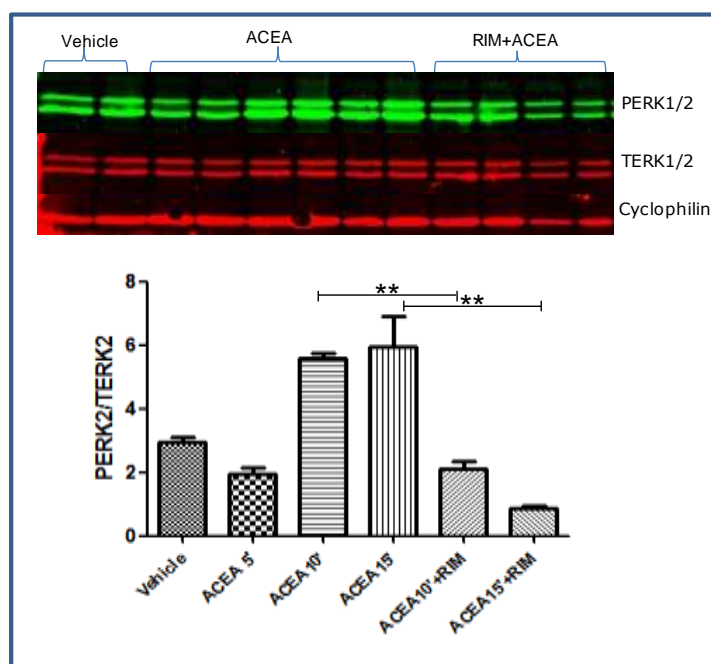 Vehicle ACEA RIM+ACEA
PERK1/2
TERK1/2
Cyclophilin
8
6
4
2
0
PERK2/TERK2
**
**
Vehicle
ACEA 5'
ACEA 10'
ACEA 15'
ACEA10'+RIM
ACEA15'+RIM